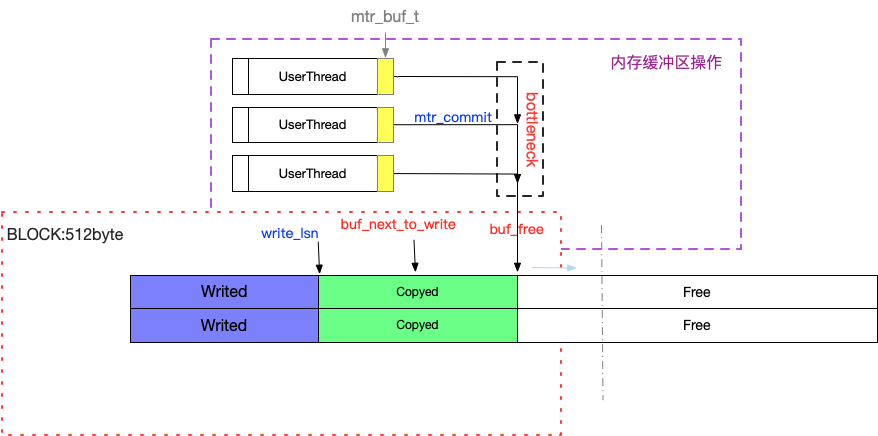 mtr_buf_t
内存缓冲区操作
UserThread
bottleneck
UserThread
mtr_commit
UserThread
BLOCK:512byte
write_lsn
buf_next_to_write
buf_free
Writed
Copyed
Free
Writed
Copyed
Free